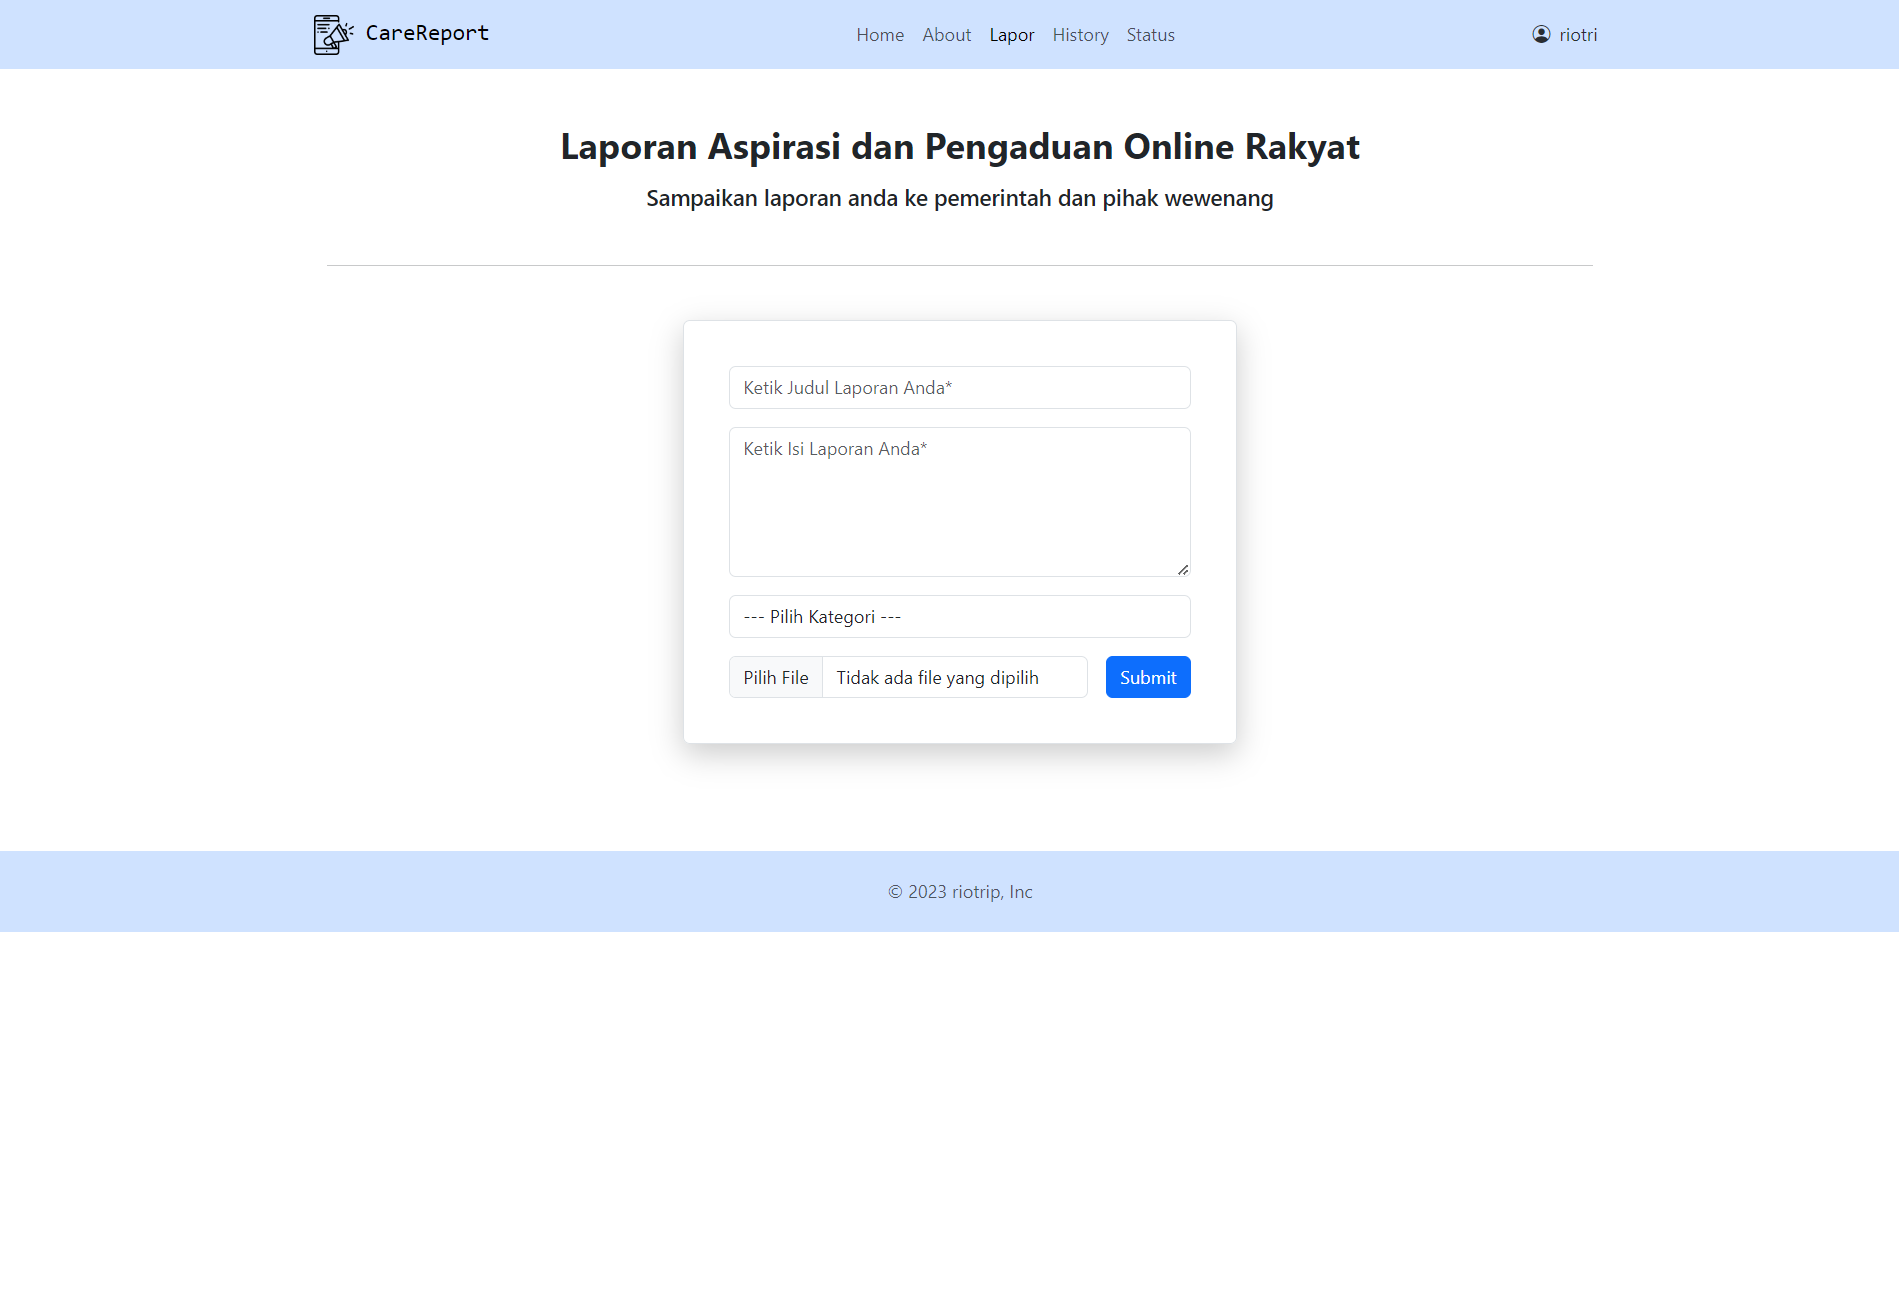 CareReport
Home About Lapor History Status
riotri
Laporan Aspirasi dan Pengaduan Online Rakyat
Sampaikan laporan anda ke pemerintah dan pihak wewenang
Ketik Judul Laporan Anda*
Ketik Isi Laporan Anda*
--- Pilih Kategori ---
Pilih File Tidak ada file yang dipilih Submit
© 2023 riotrip, Inc